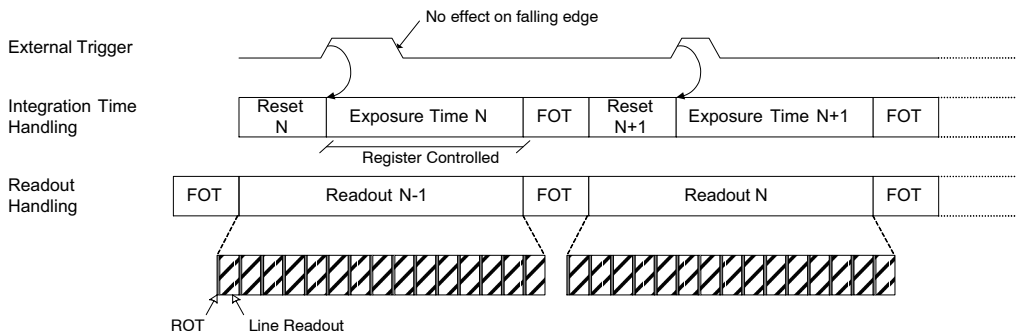 No effect on falling edge
External Trigger
Integration Time
Handling
Reset
N
Exposure Time N
FOT
Reset
N+1
Exposure Time N+1
FOT
Register Controlled
Readout
Handling
FOT
Readout N-1
FOT
Readout N
FOT
ROT
Line Readout